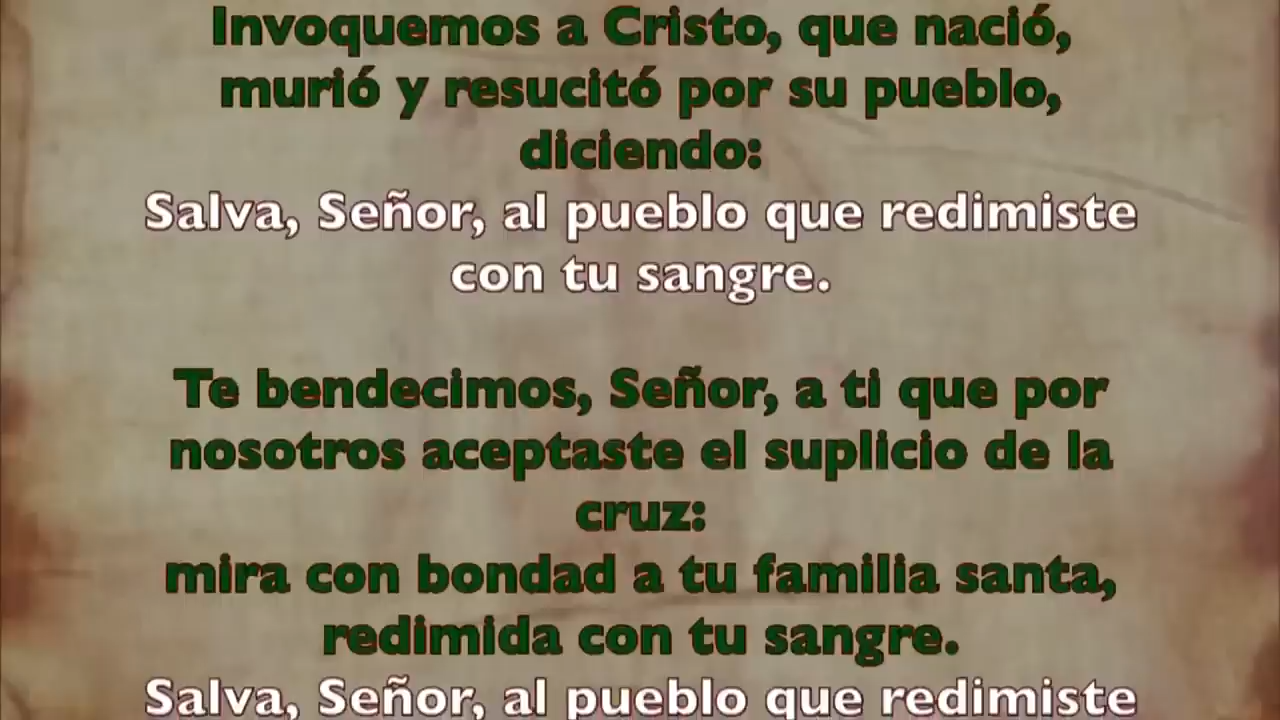 Invoquemos a Cristo, que nació,
murió y resucitó por su pueblo,
diciendo:
Salva, Señor, al pueblo que redimiste
con tu sangre.
Te bendecimos, Señor, a ti que por
nosotros aceptaste el suplicio de la
cruz:
mira con bondad a tu familia santa,
redimida con tu sangre.
Salva, Señor, al pueblo que redimiste